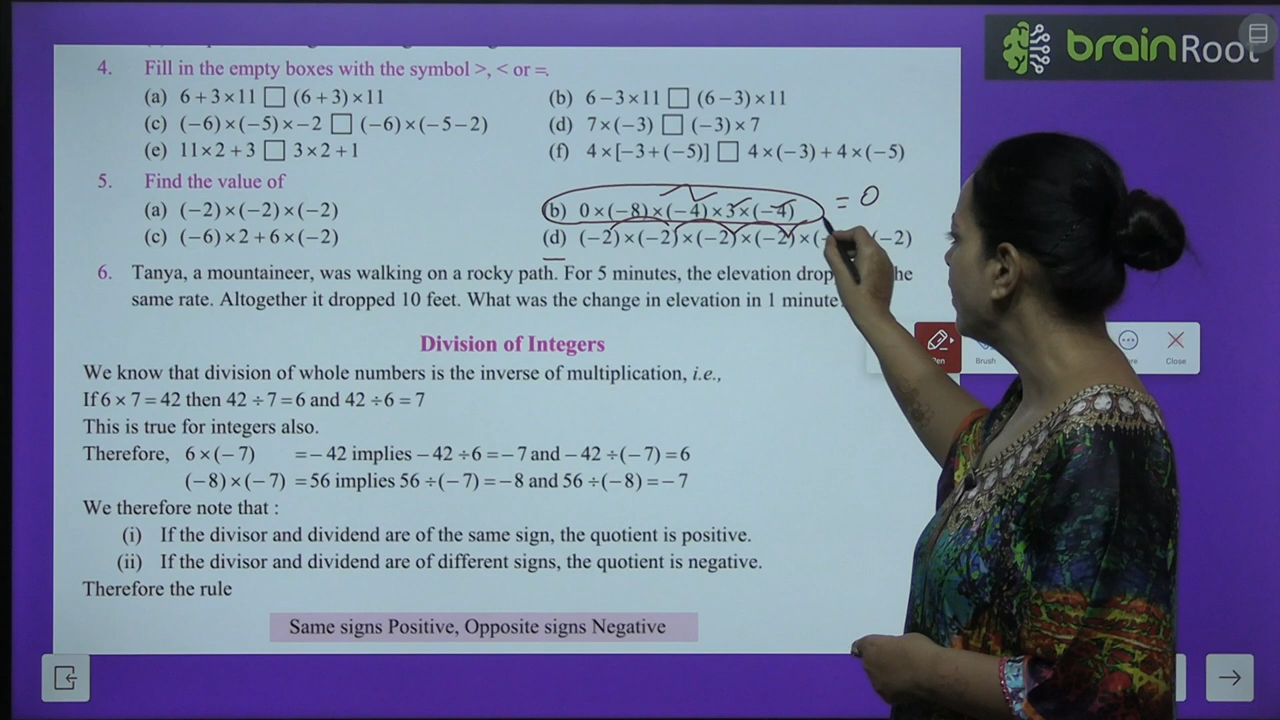 brainRoot
4. Fill in the empty boxes with the symbol >, < or =.
(a) 6+3×11 □ (6+3)×11 (b) 6−3×11 □ (6−3)×11
(c) (−6)×(−5)×−2 □ (−6)×(−5−2) (d) 7×(−3) □ (−3)×7
(e) 11×2+3 □ 3×2+1 (f) 4×[−3+(−5)] □ 4×(−3)+4×(−5)
5. Find the value of
(a) (−2)×(−2)×(−2) (b) 0×(−8)×(−4)×3×(−4) = 0
(c) (−6)×2+6×(−2) (d) (−2)×(−2)×(−2)×(−2)×(− (−2)
6. Tanya, a mountaineer, was walking on a rocky path. For 5 minutes, the elevation drop he
same rate. Altogether it dropped 10 feet. What was the change in elevation in 1 minute
Division of Integers
We know that division of whole numbers is the inverse of multiplication, i.e.,
If 6 × 7 = 42 then 42 ÷7 = 6 and 42 ÷6 = 7
This is true for integers also.
Therefore, 6×(−7) =−42 implies −42 ÷6 =−7 and −42 ÷(−7) =6
(−8)×(−7) =56 implies 56 ÷(−7) =−8 and 56 ÷(−8) =−7
We therefore note that :
(i) If the divisor and dividend are of the same sign, the quotient is positive.
(ii) If the divisor and dividend are of different signs, the quotient is negative.
Therefore the rule
Same signs Positive, Opposite signs Negative
Pen Brush Close